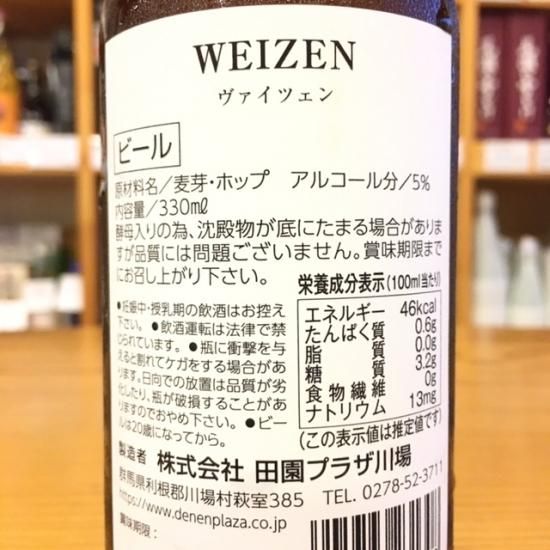 WEIZEN
ヴァイツェン
ビール
原材料名／麦芽・ホップ　アルコール分／5%
内容量／330mℓ
酵母入りの為、沈殿物が底にたまる場合がありま
すが品質には問題ございません。賞味期限まで
にお召し上がり下さい。
●妊娠中・授乳期の飲酒はお控え
下さい。●飲酒運転は法律で禁
じられています。●瓶に衝撃を与
えると割れてケガをする場合があ
ります。日向での放置は品質が劣
化したり、瓶が破損することがあ
りますのでおやめ下さい。●ビー
ルは20歳になってから。
栄養成分表示（100ml当たり）
エネルギー 46kcal
たんぱく質 0.6g
脂質 0.0g
糖質 3.2g
食物繊維 0g
ナトリウム 13mg
（この表示値は推定値です）
製造者 株式会社 田園プラザ川場
群馬県利根郡川場村萩室385 TEL. 0278-52-3711
https://www.denenplaza.co.jp
賞味期限：